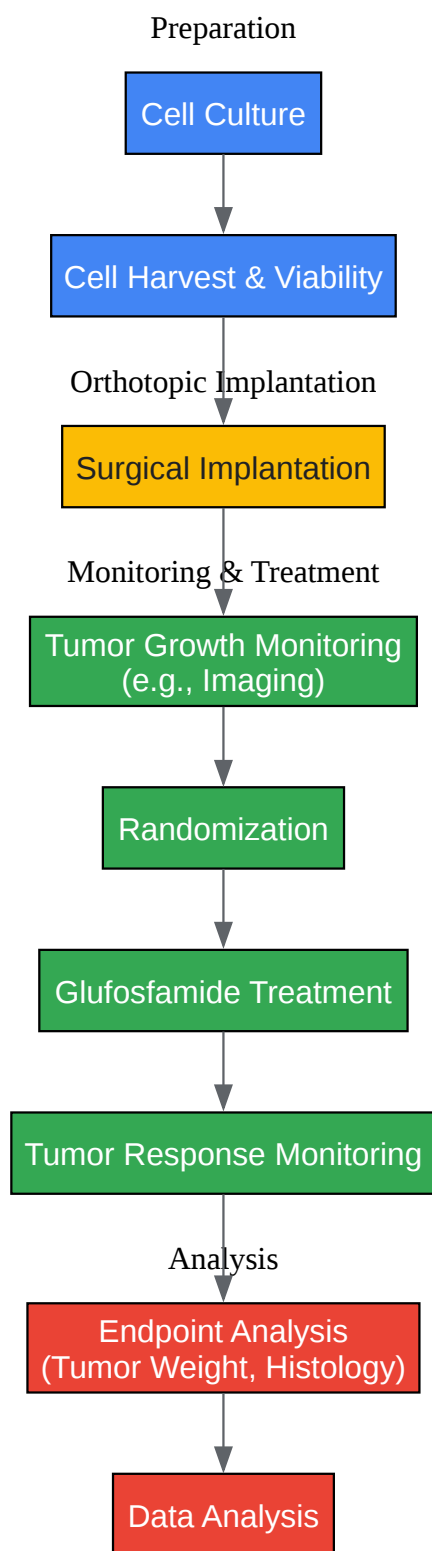 Preparation
Cell Culture
Cell Harvest & Viability
Orthotopic Implantation
Surgical Implantation
Monitoring & Treatment
Tumor Growth Monitoring
(e.g., Imaging)
Randomization
Glufosfamide Treatment
Tumor Response Monitoring
Analysis
Endpoint Analysis
(Tumor Weight, Histology)
Data Analysis